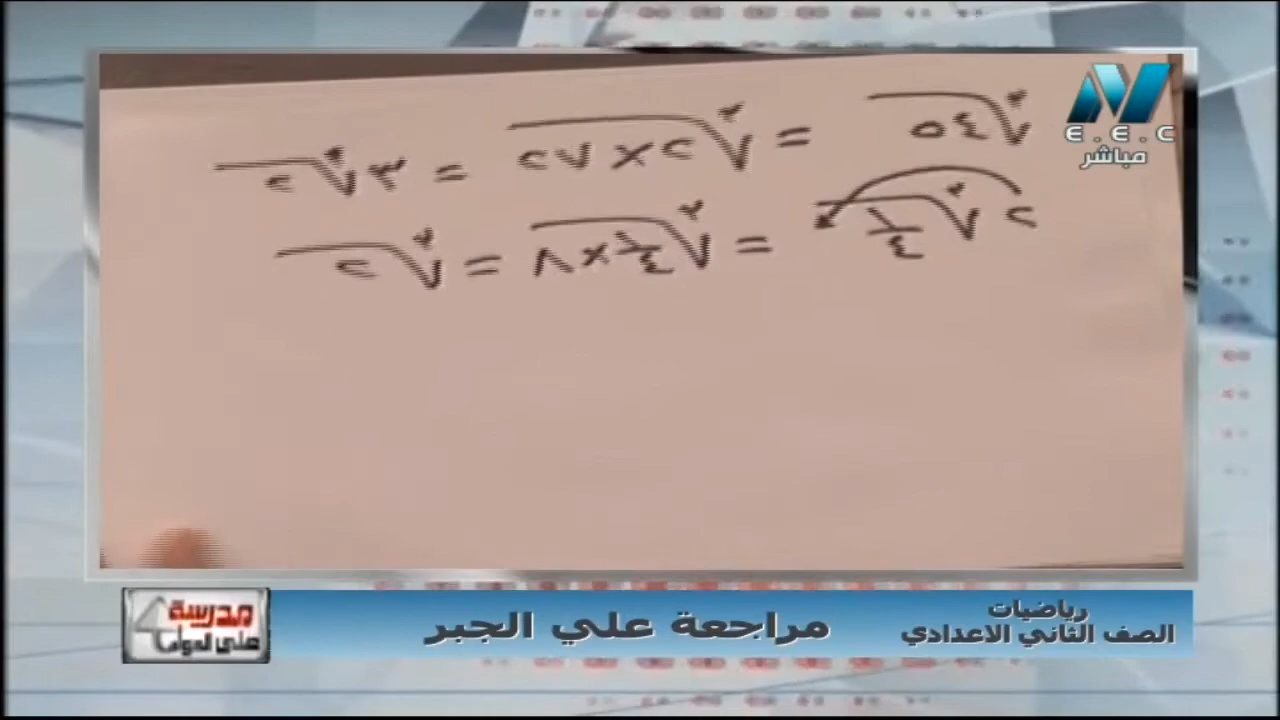 E.E.C
مباشر
∛٥٤ = ∛٢×٢٧ = ٣∛٢
٢∛١/٤ = ∛١/٤×٨ = ∛٢
رياضيات
الصف الثاني الاعدادي
مراجعة علي الجبر
مدرسة
علي الهواء